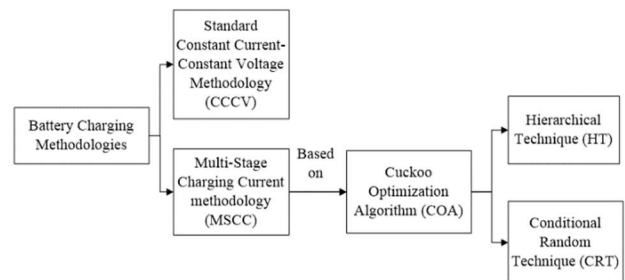 Standard
Constant Current-
Constant Voltage
Methodology
(CCCV)
Battery Charging
Methodologies
Multi-Stage
Charging Current
methodology
(MSCC)
Based
on
Cuckoo
Optimization
Algorithm (COA)
Hierarchical
Technique (HT)
Conditional
Random
Technique (CRT)